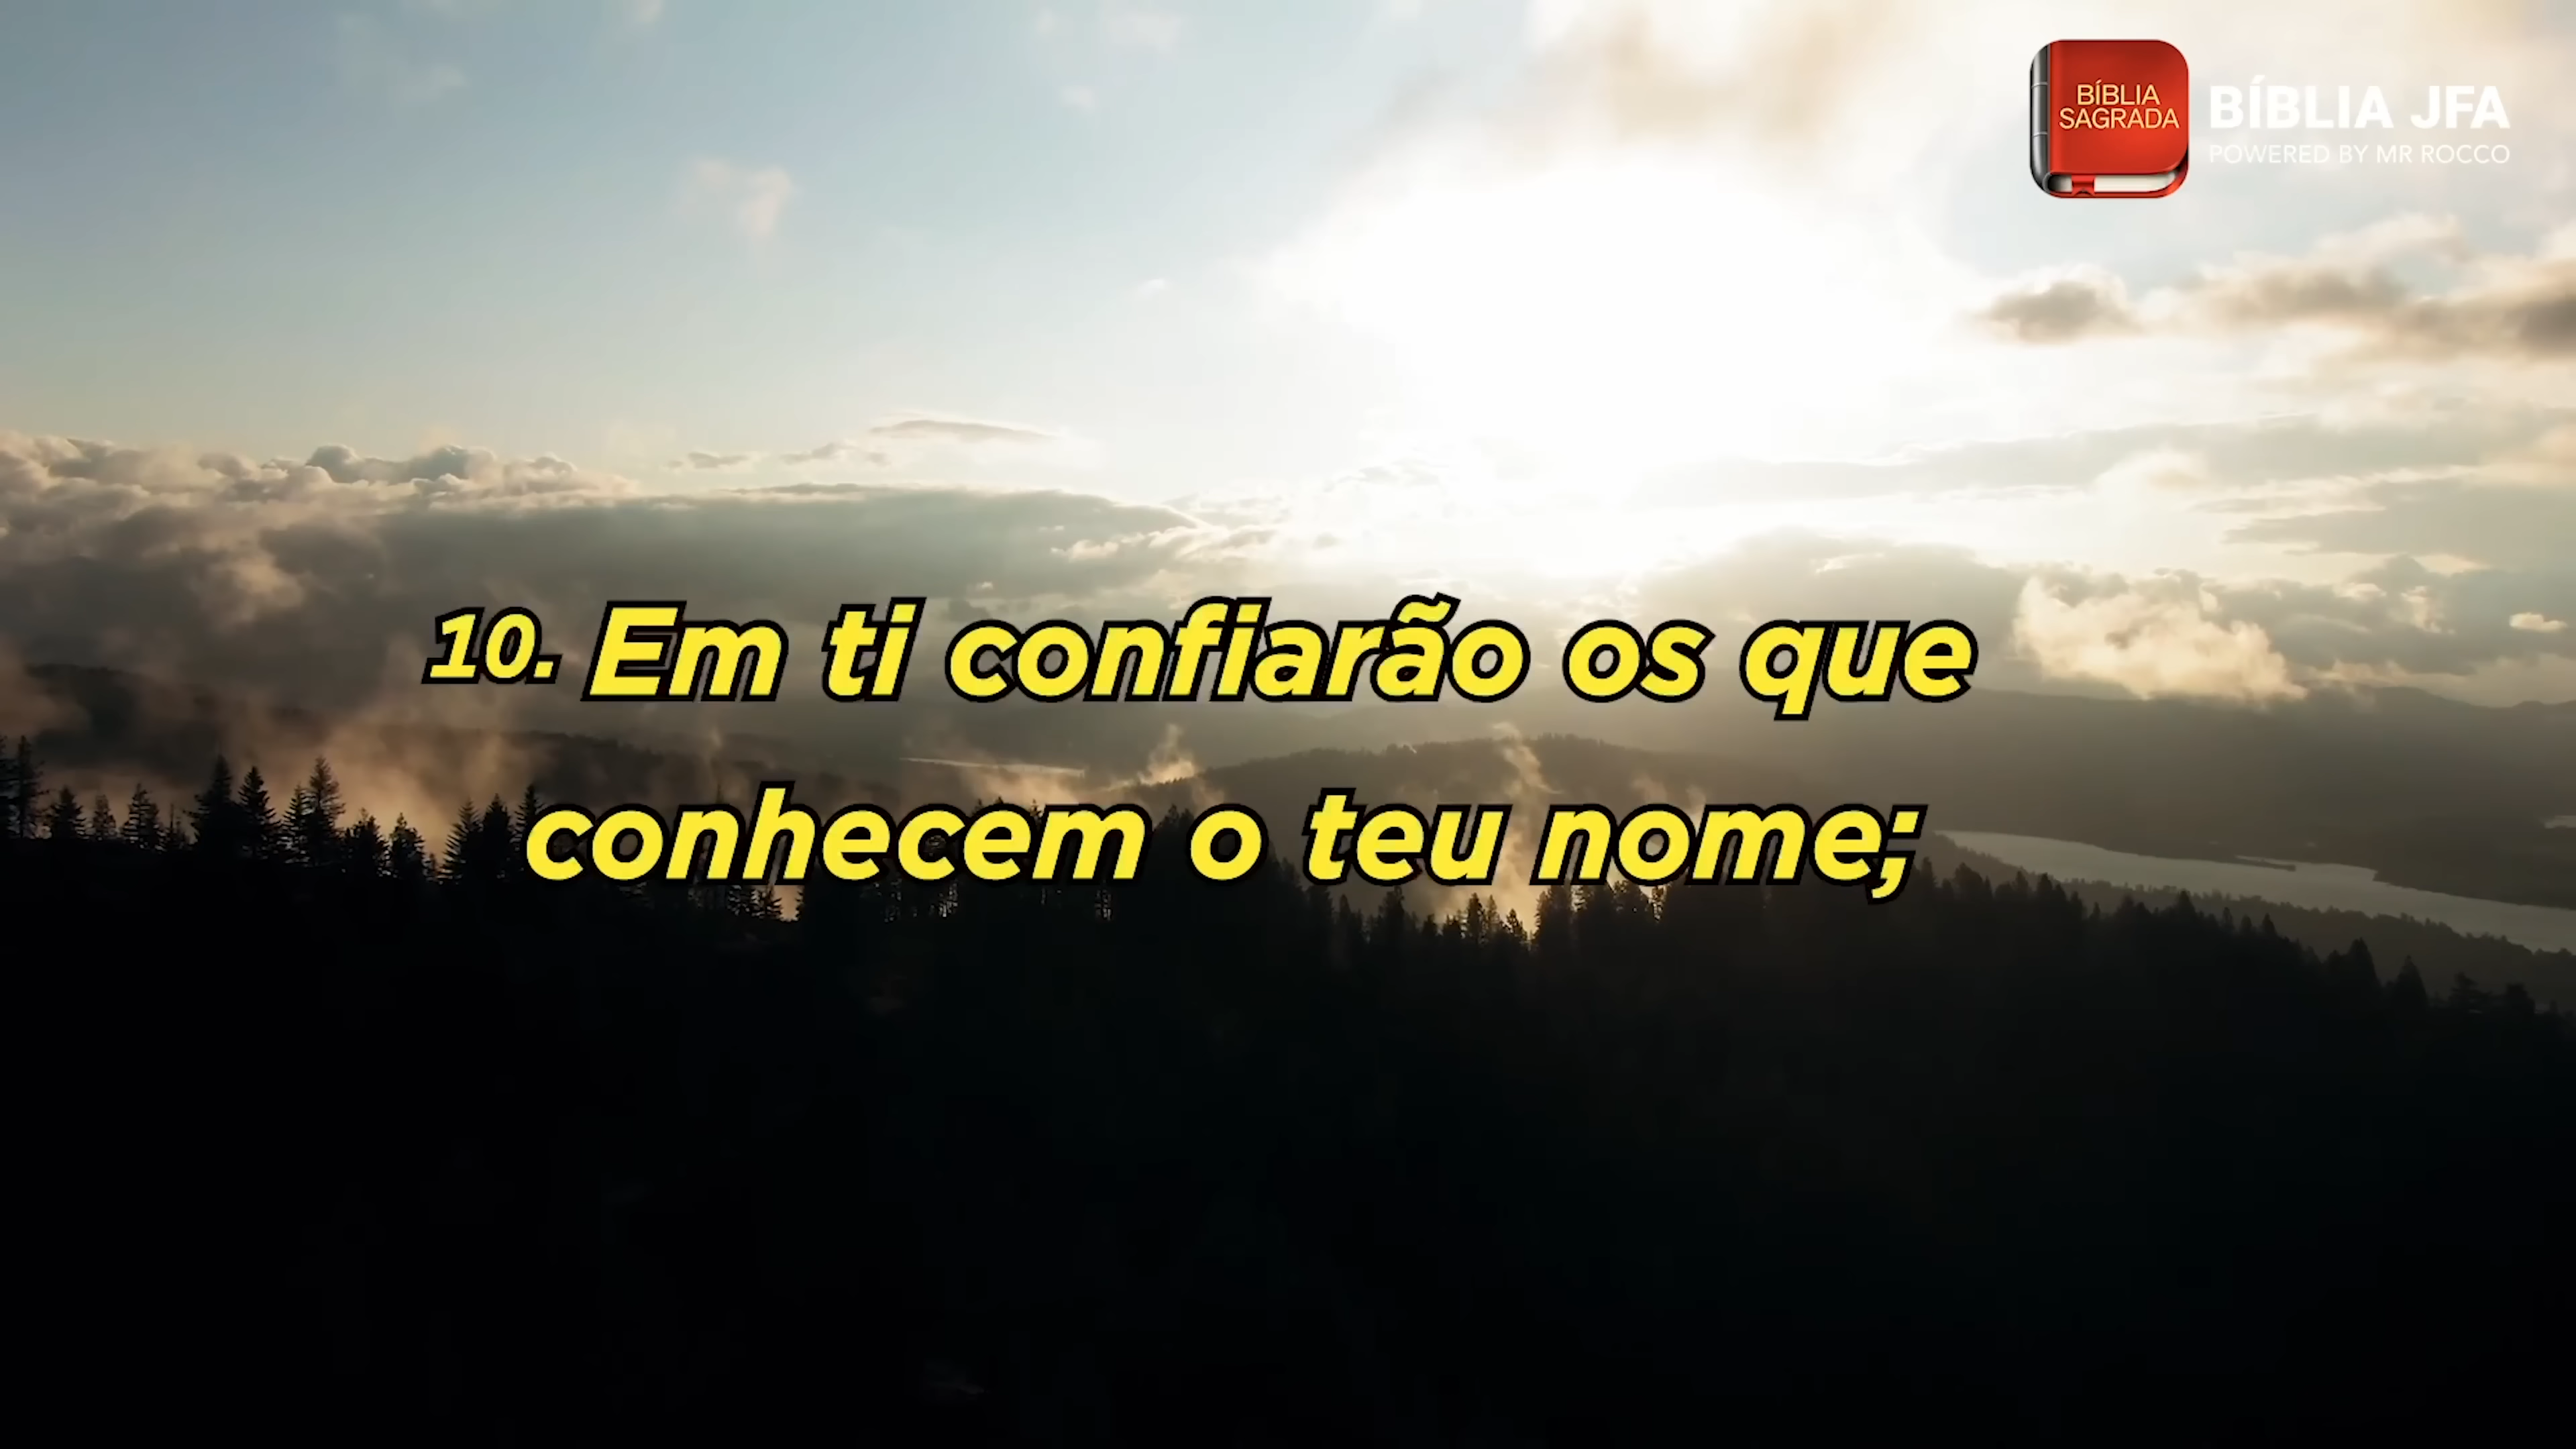 BÍBLIA
SAGRADA
BÍBLIA JFA
POWERED BY MR ROCCO
10. Em ti confiarão os que
conhecem o teu nome;